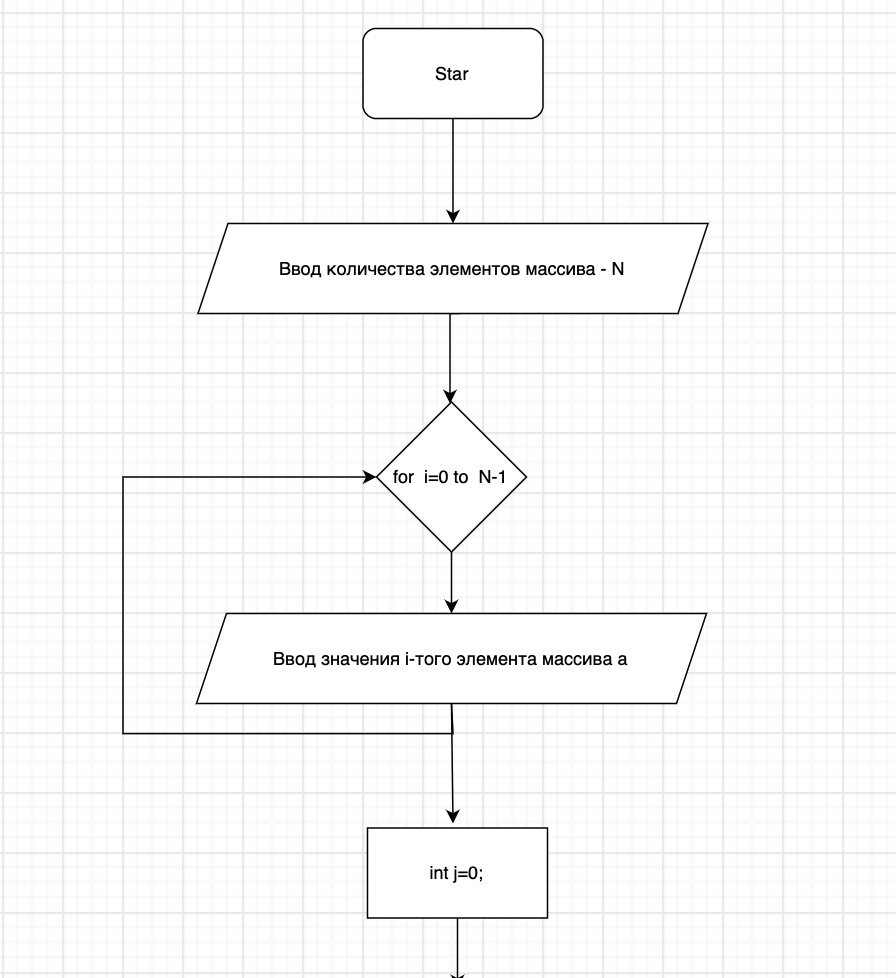 Star
Ввод количества элементов массива - N
for i=0 to N-1
Ввод значения i-того элемента массива a
int j=0;